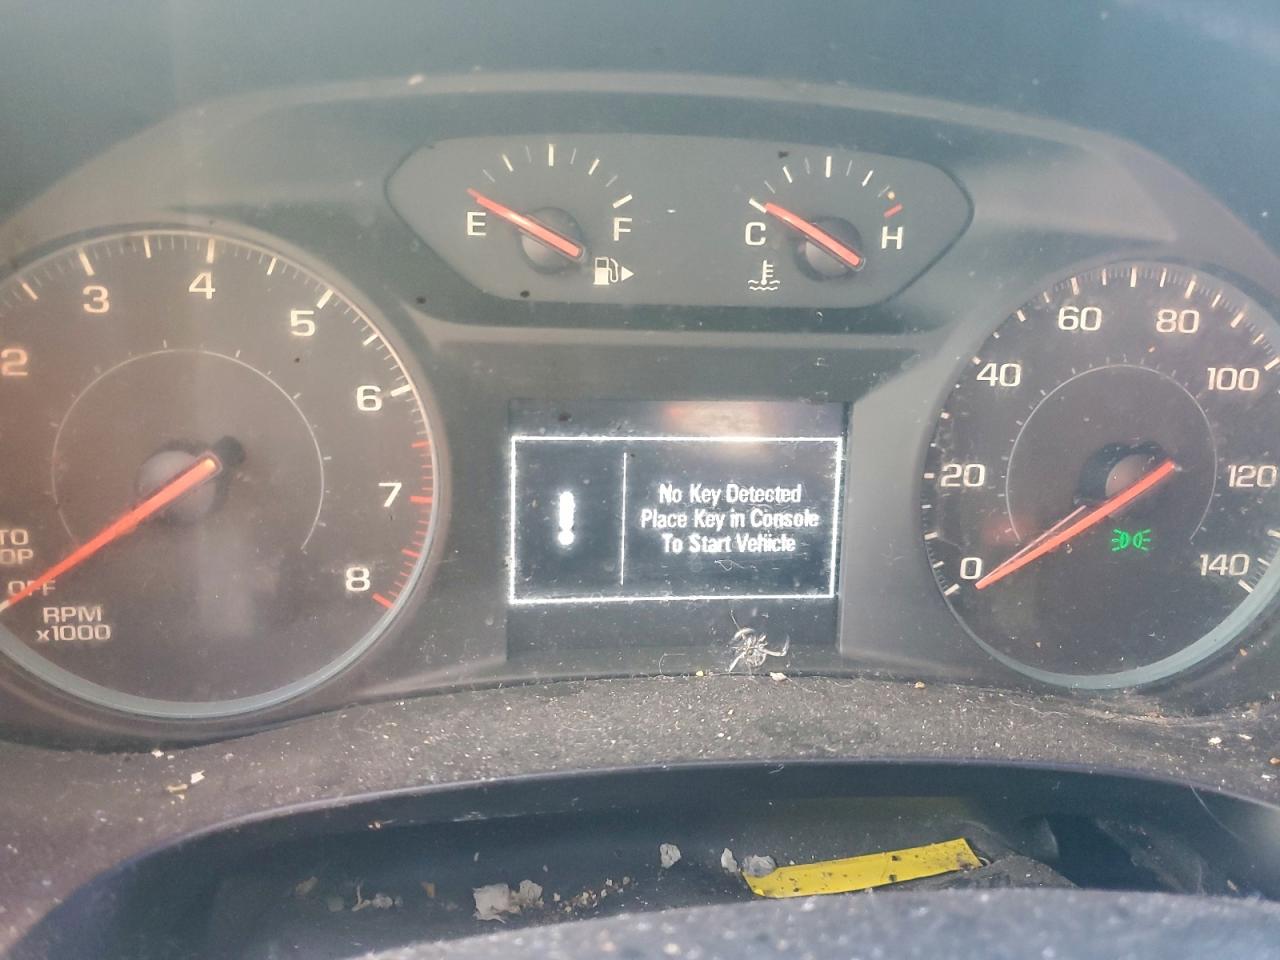 E
F
C
H
2
3
4
5
6
7
8
TO
OP
OFF
RPM
x1000
No Key Detected
Place Key in Console
To Start Vehicle
0
20
40
60
80
100
120
140